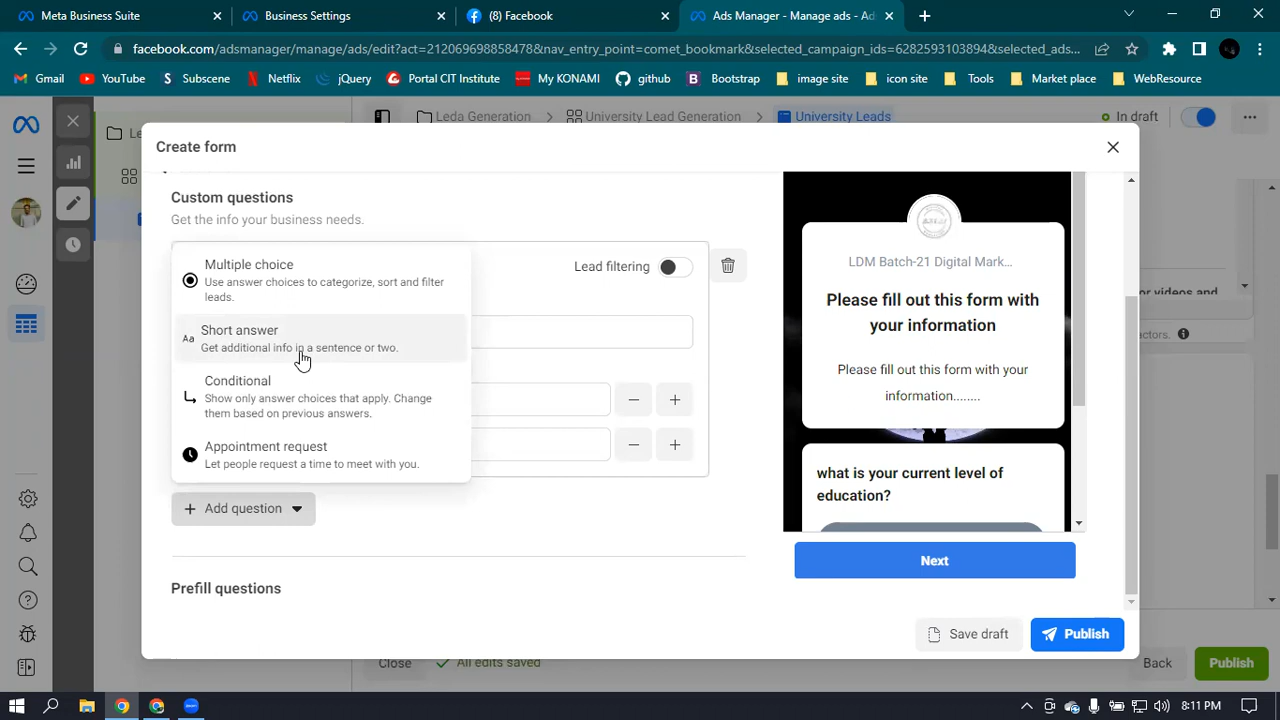 Meta Business Suite
Business Settings
(8) Facebook
Ads Manager - Manage ads - Ad
facebook.com/adsmanager/manage/ads/edit?act=212069698858478&nav_entry_point=comet_bookmark&selected_campaign_ids=62825931038948&selected_ads...
Gmail
YouTube
Subscene
Netflix
jQuery
Portal CIT Institute
My KONAMI
github
Bootstrap
image site
icon site
Tools
Market place
WebResource
Leda Generation
University Lead Generation
University Leads
In draft
Create form
Custom questions
Get the info your business needs.
Lead filtering
Multiple choice
Use answer choices to categorize, sort and filter
leads.
Short answer
Get additional info in a sentence or two.
Conditional
Show only answer choices that apply. Change
them based on previous answers.
Appointment request
Let people request a time to meet with you.
Add question
Prefill questions
LDM Batch-21 Digital Mark...
Please fill out this form with
your information
Please fill out this form with your
information........
what is your current level of
education?
Next
Save draft
Publish
or videos and
actors.
Close
All edits saved
Back
Publish
8:11 PM